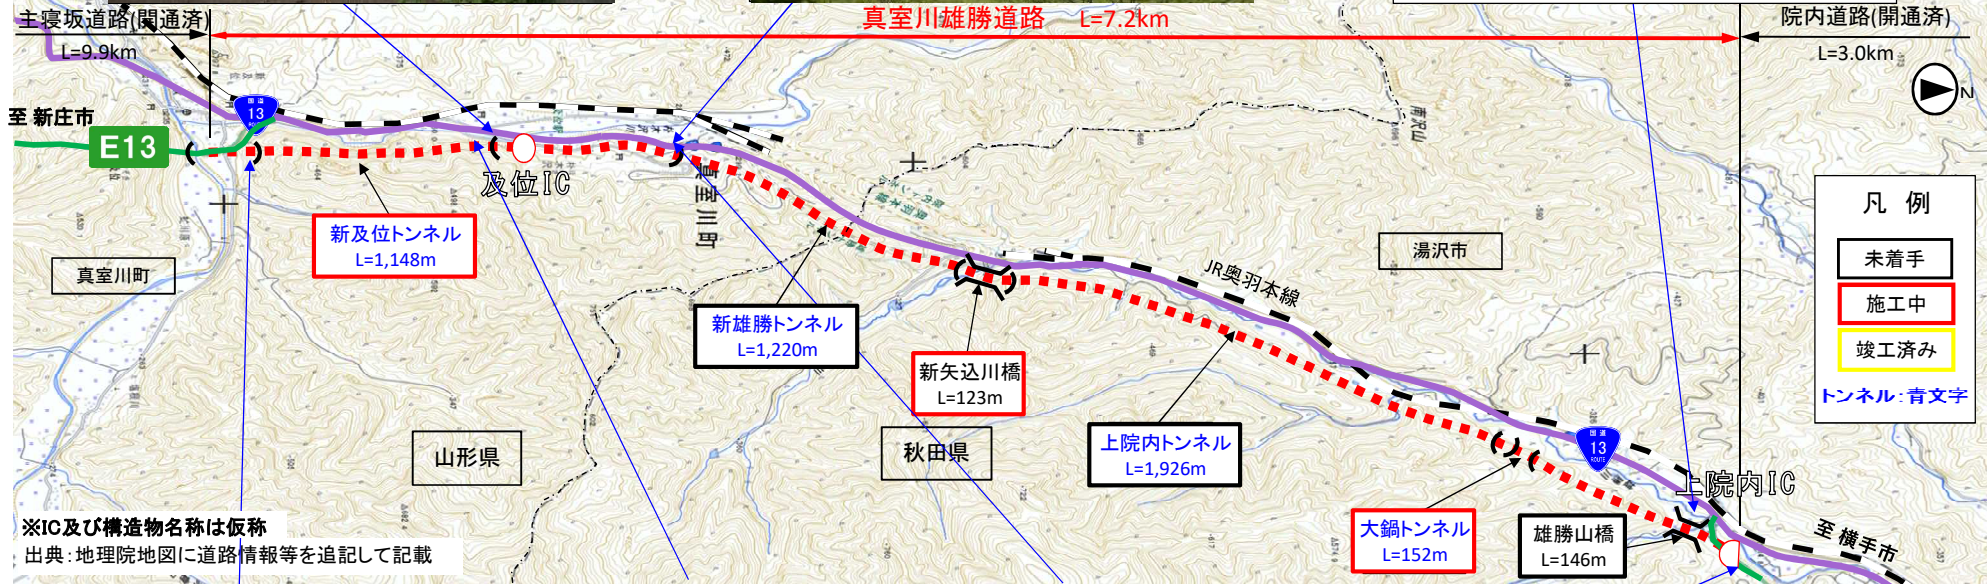 主寝坂道路(開通済)
L=9.9km
真室川雄勝道路 L=7.2km
院内道路(開通済)
L=3.0km
N
至 新庄市
E13
国道
13
ROUTE
及位IC
真室川町
新及位トンネル
L=1,148m
真室川町
新雄勝トンネル
L=1,220m
新矢込川橋
L=123m
JR奥羽本線
湯沢市
凡 例
未着手
施工中
竣工済み
トンネル:青文字
山形県
秋田県
上院内トンネル
L=1,926m
国道
13
ROUTE
上院内IC
大鍋トンネル
L=152m
雄勝山橋
L=146m
至 横手市
※IC及び構造物名称は仮称
出典:地理院地図に道路情報等を追記して記載